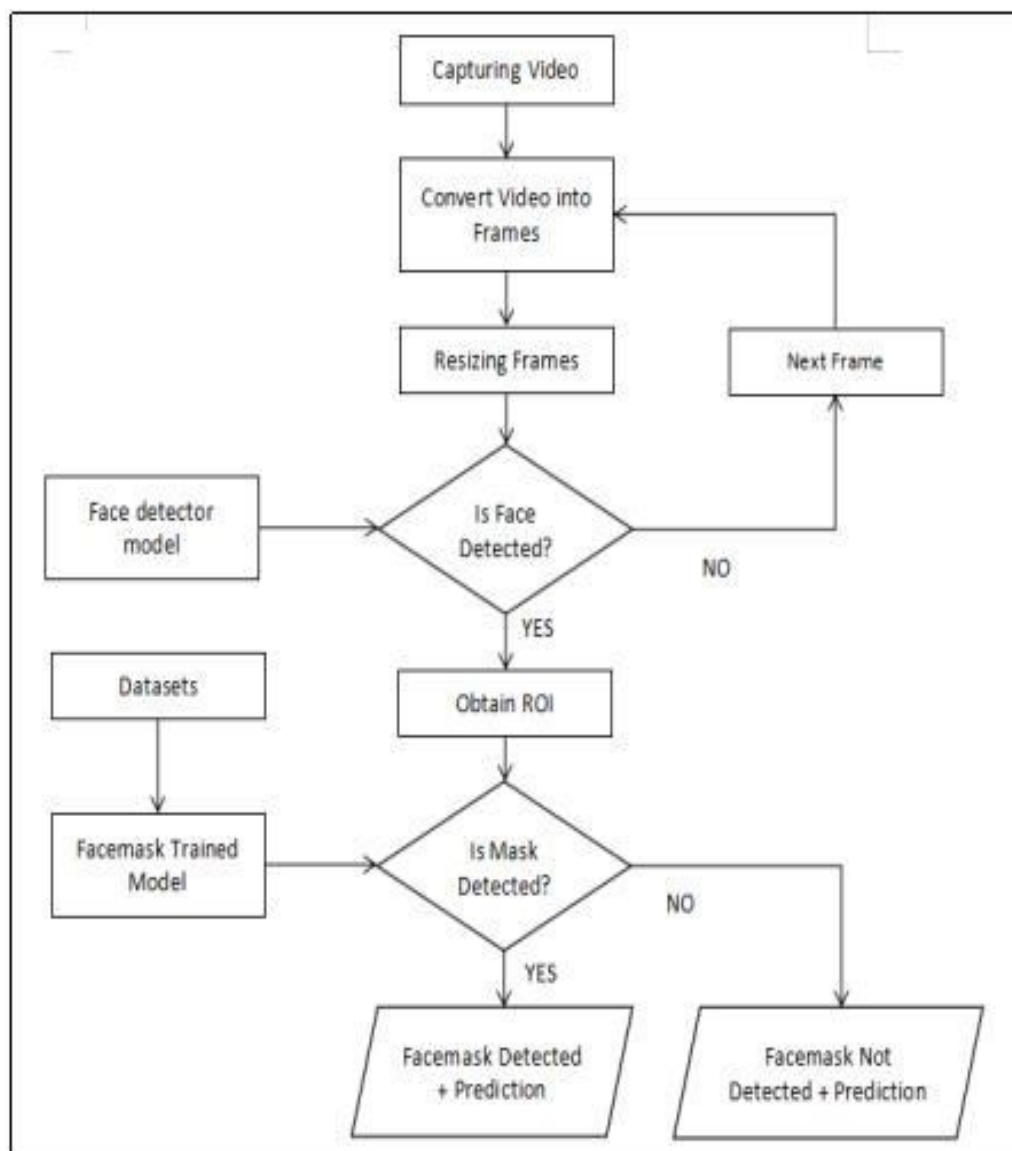 Capturing Video
Convert Video into
Frames
Resizing Frames
Next Frame
Face detector
model
Is Face
Detected?
NO
YES
Datasets
Obtain ROI
Facemask Trained
Model
Is Mask
Detected?
NO
YES
Facemask Detected
+ Prediction
Facemask Not
Detected + Prediction